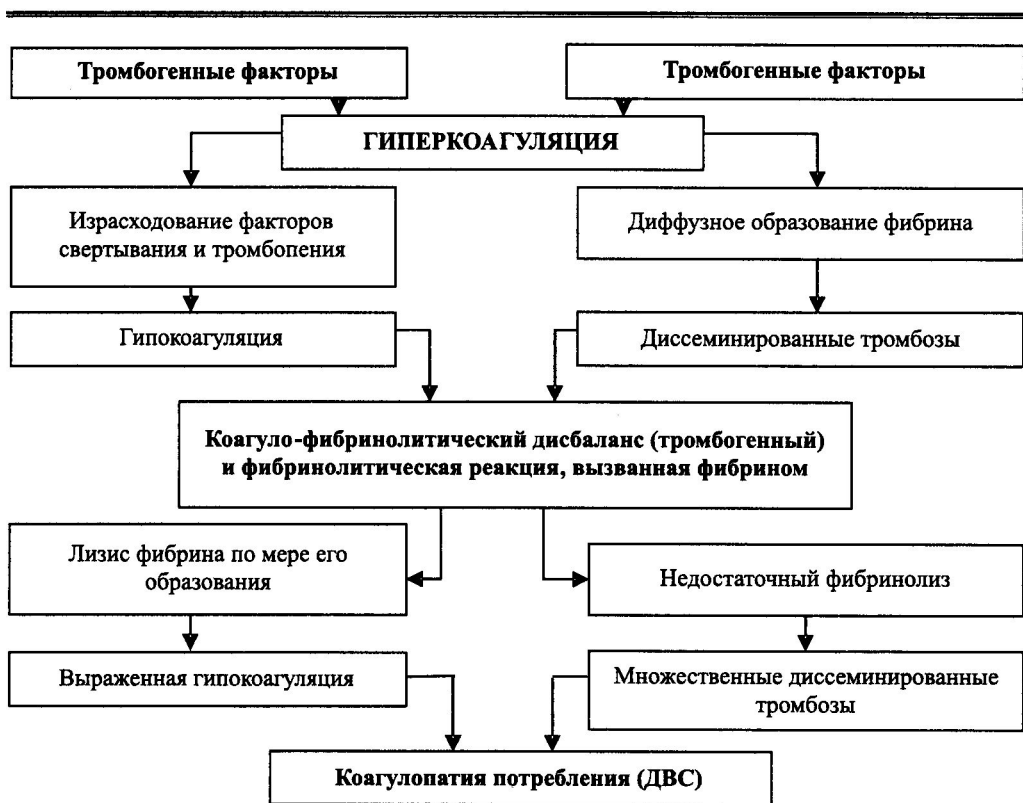 Тромбогенные факторы
Тромбогенные факторы
ГИПЕРКОАГУЛЯЦИЯ
Израсходование факторов
свертывания и тромбопения
Диффузное образование фибрина
Гипокоагуляция
Диссеминированные тромбозы
Коагуло-фибринолитический дисбаланс (тромбогенный)
и фибринолитическая реакция, вызванная фибрином
Лизис фибрина по мере его
образования
Недостаточный фибринолиз
Выраженная гипокоагуляция
Множественные диссеминированные
тромбозы
Коагулопатия потребления (ДВС)